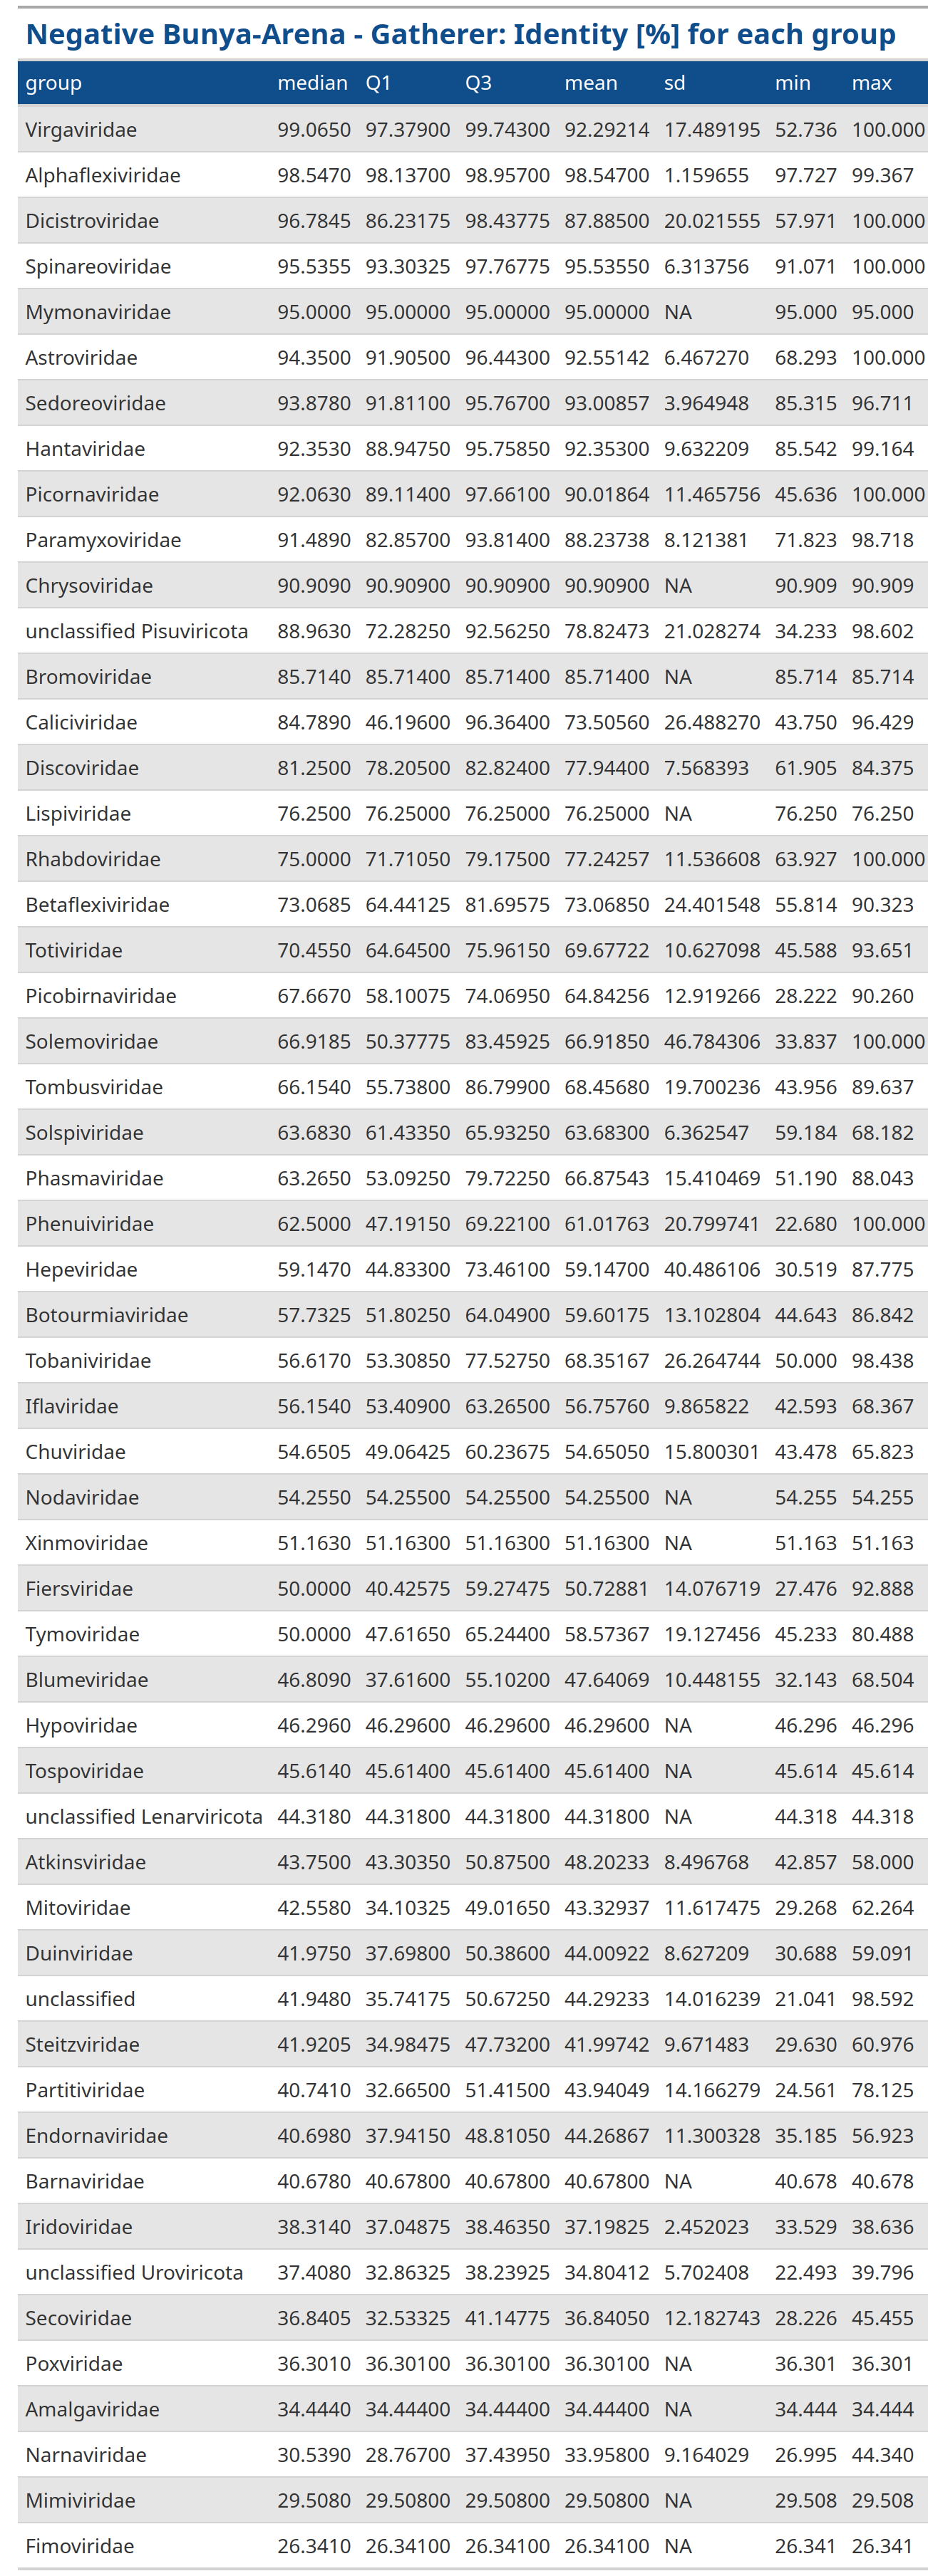 Negative Bunya-Arena - Gatherer: Identity [%] for each group
group median Q1 Q3 mean sd min max
Virgaviridae 99.0650 97.37900 99.74300 92.29214 17.489195 52.736 100.000
Alphaflexiviridae 98.5470 98.13700 98.95700 98.54700 1.159655 97.727 99.367
Dicistroviridae 96.7845 86.23175 98.43775 87.88500 20.021555 57.971 100.000
Spinareoviridae 95.5355 93.30325 97.76775 95.53550 6.313756 91.071 100.000
Mymonaviridae 95.0000 95.00000 95.00000 95.00000 NA 95.000 95.000
Astroviridae 94.3500 91.90500 96.44300 92.55142 6.467270 68.293 100.000
Sedoreoviridae 93.8780 91.81100 95.76700 93.00857 3.964948 85.315 96.711
Hantaviridae 92.3530 88.94750 95.75850 92.35300 9.632209 85.542 99.164
Picornaviridae 92.0630 89.11400 97.66100 90.01864 11.465756 45.636 100.000
Paramyxoviridae 91.4890 82.85700 93.81400 88.23738 8.121381 71.823 98.718
Chrysoviridae 90.9090 90.90900 90.90900 90.90900 NA 90.909 90.909
unclassified Pisuviricota 88.9630 72.28250 92.56250 78.82473 21.028274 34.233 98.602
Bromoviridae 85.7140 85.71400 85.71400 85.71400 NA 85.714 85.714
Caliciviridae 84.7890 46.19600 96.36400 73.50560 26.488270 43.750 96.429
Discoviridae 81.2500 78.20500 82.82400 77.94400 7.568393 61.905 84.375
Lispiviridae 76.2500 76.25000 76.25000 76.25000 NA 76.250 76.250
Rhabdoviridae 75.0000 71.71050 79.17500 77.24257 11.536608 63.927 100.000
Betaflexiviridae 73.0685 64.44125 81.69575 73.06850 24.401548 55.814 90.323
Totiviridae 70.4550 64.64500 75.96150 69.67722 10.627098 45.588 93.651
Picobirnaviridae 67.6670 58.10075 74.06950 64.84256 12.919266 28.222 90.260
Solemoviridae 66.9185 50.37775 83.45925 66.91850 46.784306 33.837 100.000
Tombusviridae 66.1540 55.73800 86.79900 68.45680 19.700236 43.956 89.637
Solspiviridae 63.6830 61.43350 65.93250 63.68300 6.362547 59.184 68.182
Phasmaviridae 63.2650 53.09250 79.72250 66.87543 15.410469 51.190 88.043
Phenuiviridae 62.5000 47.19150 69.22100 61.01763 20.799741 22.680 100.000
Hepeviridae 59.1470 44.83300 73.46100 59.14700 40.486106 30.519 87.775
Botourmiaviridae 57.7325 51.80250 64.04900 59.60175 13.102804 44.643 86.842
Tobaniviridae 56.6170 53.30850 77.52750 68.35167 26.264744 50.000 98.438
Iflaviridae 56.1540 53.40900 63.26500 56.75760 9.865822 42.593 68.367
Chuviridae 54.6505 49.06425 60.23675 54.65050 15.800301 43.478 65.823
Nodaviridae 54.2550 54.25500 54.25500 54.25500 NA 54.255 54.255
Xinmoviridae 51.1630 51.16300 51.16300 51.16300 NA 51.163 51.163
Fiersviridae 50.0000 40.42575 59.27475 50.72881 14.076719 27.476 92.888
Tymoviridae 50.0000 47.61650 65.24400 58.57367 19.127456 45.233 80.488
Blumeviridae 46.8090 37.61600 55.10200 47.64069 10.448155 32.143 68.504
Hypoviridae 46.2960 46.29600 46.29600 46.29600 NA 46.296 46.296
Tospoviridae 45.6140 45.61400 45.61400 45.61400 NA 45.614 45.614
unclassified Lenarviricota 44.3180 44.31800 44.31800 44.31800 NA 44.318 44.318
Atkinsviridae 43.7500 43.30350 50.87500 48.20233 8.496768 42.857 58.000
Mitoviridae 42.5580 34.10325 49.01650 43.32937 11.617475 29.268 62.264
Duinviridae 41.9750 37.69800 50.38600 44.00922 8.627209 30.688 59.091
unclassified 41.9480 35.74175 50.67250 44.29233 14.016239 21.041 98.592
Steitzviridae 41.9205 34.98475 47.73200 41.99742 9.671483 29.630 60.976
Partitiviridae 40.7410 32.66500 51.41500 43.94049 14.166279 24.561 78.125
Endornaviridae 40.6980 37.94150 48.81050 44.26867 11.300328 35.185 56.923
Barnaviridae 40.6780 40.67800 40.67800 40.67800 NA 40.678 40.678
Iridoviridae 38.3140 37.04875 38.46350 37.19825 2.452023 33.529 38.636
unclassified Uroviricota 37.4080 32.86325 38.23925 34.80412 5.702408 22.493 39.796
Secoviridae 36.8405 32.53325 41.14775 36.84050 12.182743 28.226 45.455
Poxviridae 36.3010 36.30100 36.30100 36.30100 NA 36.301 36.301
Amalgaviridae 34.4440 34.44400 34.44400 34.44400 NA 34.444 34.444
Narnaviridae 30.5390 28.76700 37.43950 33.95800 9.164029 26.995 44.340
Mimiviridae 29.5080 29.50800 29.50800 29.50800 NA 29.508 29.508
Fimoviridae 26.3410 26.34100 26.34100 26.34100 NA 26.341 26.341